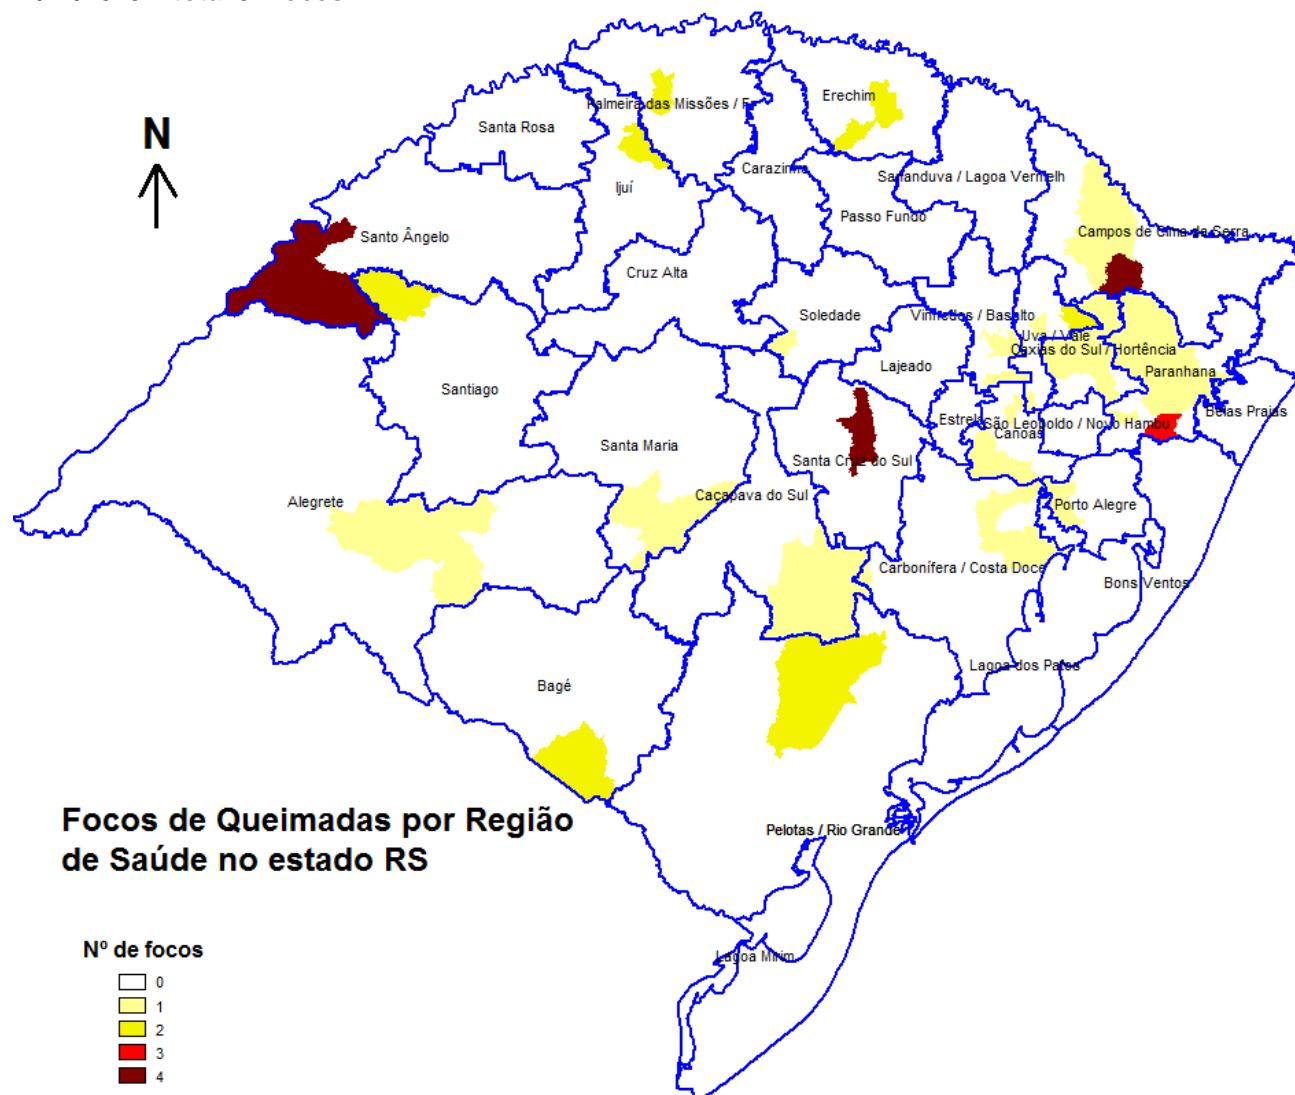 Erechim
Palmeira das Missões / Fr
Santa Rosa
N
Carazinho
Sananduva / Lagoa Vermelh
Ijuí
Passo Fundo
Campos de Cima da Serra
Santo Ângelo
Cruz Alta
Soledade
Vinhedos / Basalto
Uva / Vale
Caxias do Sul / Hortência
Lajeado
Paranhana
Santiago
Belas Praias
Estrel
São Leopoldo / Novo Hambu
Canoas
Santa Maria
Santa Cruz do Sul
Caçapava do Sul
Alegrete
Porto Alegre
Carbonífera / Costa Doce
Bons Ventos
Lagoa dos Patos
Bagé
Focos de Queimadas por Região
de Saúde no estado RS
Pelotas / Rio Grande
Lagoa Mirim
Nº de focos
0
1
2
3
4